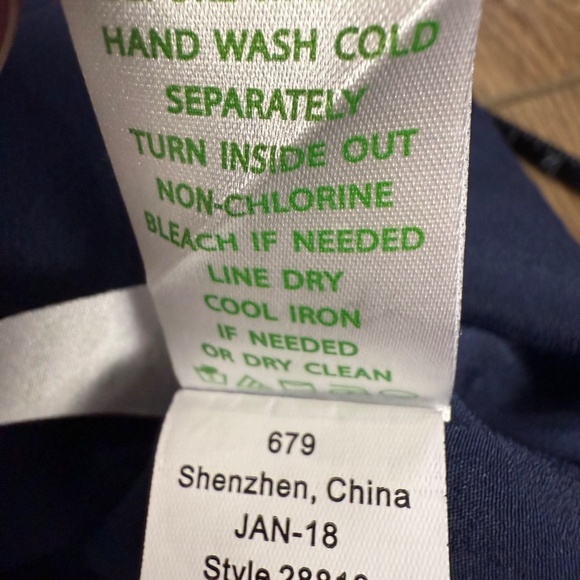 HAND WASH COLD
SEPARATELY
TURN INSIDE OUT
NON-CHLORINE
BLEACH IF NEEDED
LINE DRY
COOL IRON
IF NEEDED
OR DRY CLEAN
679
Shenzhen, China
JAN-18
Style